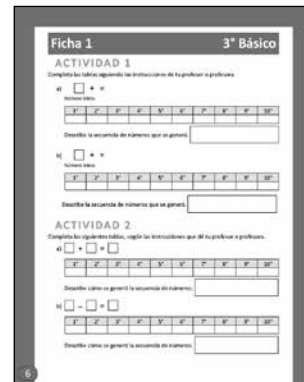 Ficha 1 3° Básico
ACTIVIDAD 1
Completa las tablas siguiendo las instrucciones de tu profesor o profesora.
a) + =
Número inicio
1° 2° 3° 4° 5° 6° 7° 8° 9° 10°
Describe la secuencia de números que se generó.
b) + =
Número inicio
1° 2° 3° 4° 5° 6° 7° 8° 9° 10°
Describe la secuencia de números que se generó.
ACTIVIDAD 2
Completa las siguientes tablas, según las instrucciones que dé tu profesor o profesora.
a) + =
1° 2° 3° 4° 5° 6° 7° 8° 9° 10°
Describe cómo se generó la secuencia de números.
b) - =
1° 2° 3° 4° 5° 6° 7° 8° 9° 10°
Describe cómo se generó la secuencia de números.
6